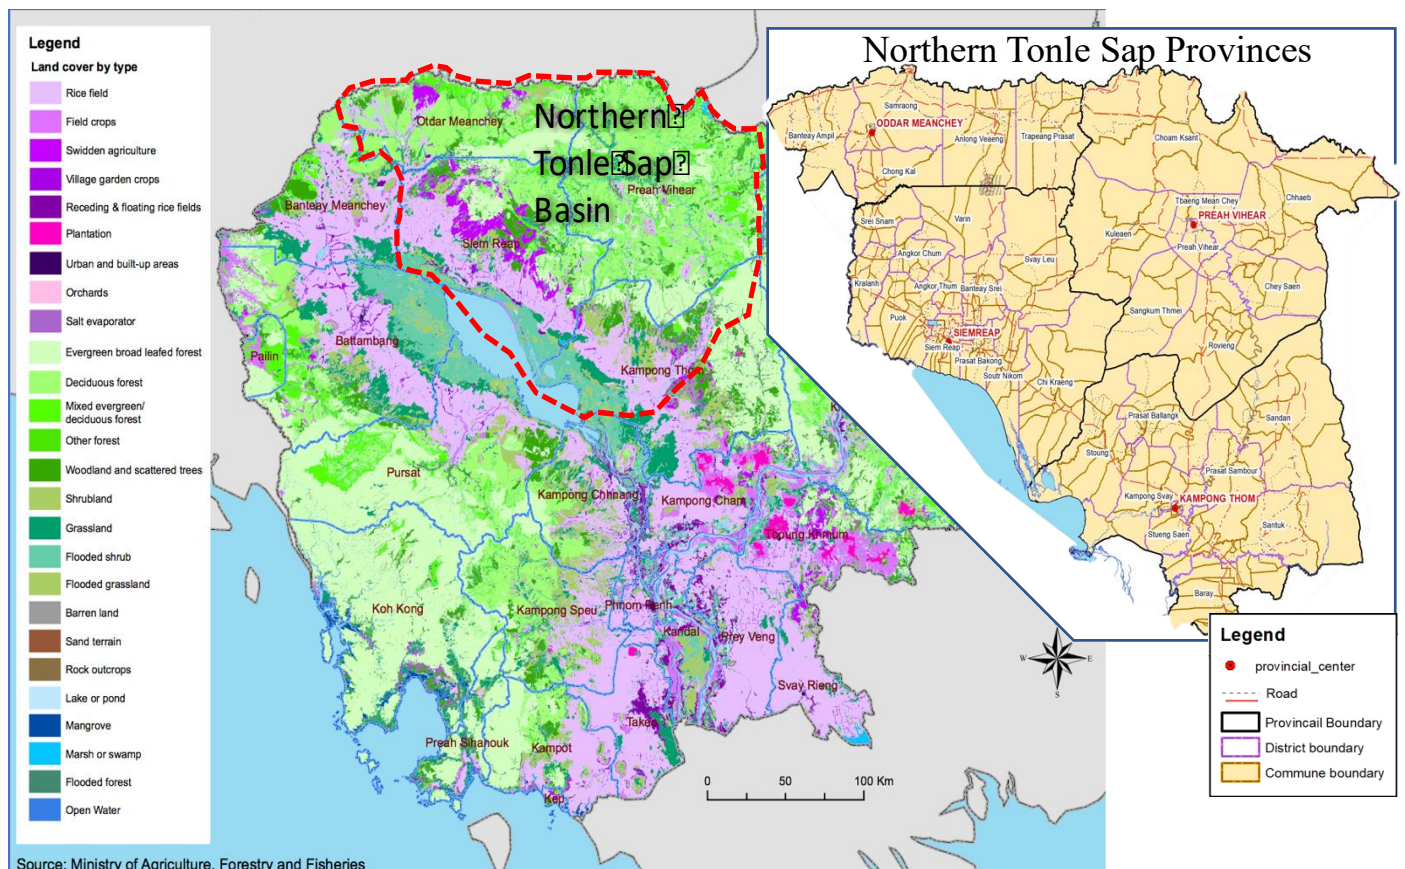 Legend
Land cover by type
Rice field
Field crops
Swidden agriculture
Village garden crops
Receding & floating rice fields
Plantation
Urban and built-up areas
Orchards
Salt evaporator
Evergreen broad leafed forest
Deciduous forest
Mixed evergreen/
deciduous forest
Other forest
Woodland and scattered trees
Shrubland
Grassland
Flooded shrub
Flooded grassland
Barren land
Sand terrain
Rock outcrops
Lake or pond
Mangrove
Marsh or swamp
Flooded forest
Open Water
Source: Ministry of Agriculture, Forestry and Fisheries
Northern
Tonle Sap
Basin
Otdar Meanchey
Preah Vihear
Banteay Meanchey
Siem Reap
Battambang
Pailin
Kampong Thom
Pursat
Kampong Chhnang
Kampong Cham
Tboung Khmum
Koh Kong
Kampong Speu
Phnom Penh
Kandal
Prey Veng
Svay Rieng
Takeo
Preah Sihanouk
Kampot
Kep
0 50 100 Km
W E
S
Northern Tonle Sap Provinces
Samraong
ODDAR MEANCHEY
Banteay Ampil
Anlong Veaeng
Trapeang Prasat
Choam Ksant
Chong Kal
Tbaeng Mean Chey
Chhaeb
PREAH VIHEAR
Srei Snam
Varin
Kuleaen
Preah Vihear
Angkor Chum
Svay Leu
Kralanh
Angkor Thum
Banteay Srei
Chey Saen
Puok
Sangkum Thmei
SIEMREAP
Siem Reap
Rovieng
Prasat Bakong
Soutr Nikom
Chi Kraeng
Prasat Ballangk
Sandan
Stoung
Prasat Sambour
Kampong Svay
KAMPONG THOM
Santuk
Stueng Saen
Baray
Legend
provincial_center
Road
Provincail Boundary
District boundary
Commune boundary